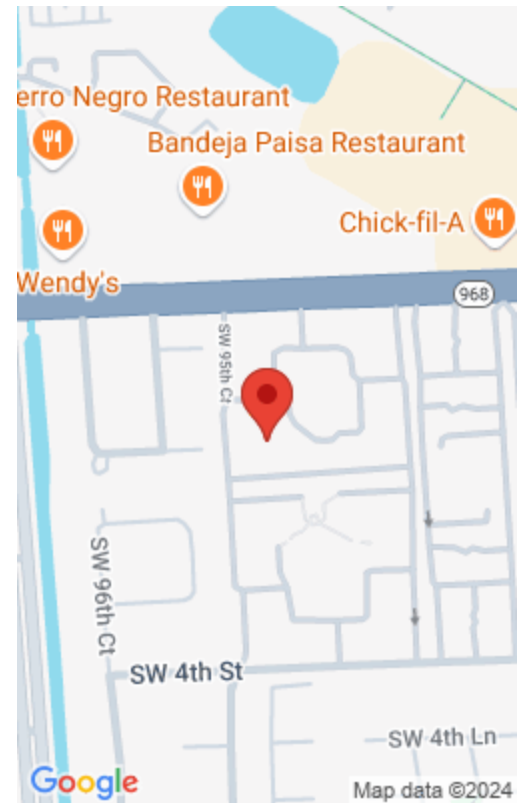 erro Negro Restaurant
Bandeja Paisa Restaurant
Chick-fil-A
Wendy's
968
SW 95th Ct
SW 96th Ct
SW 4th St
SW 4th Ln
Google
Map data ©2024